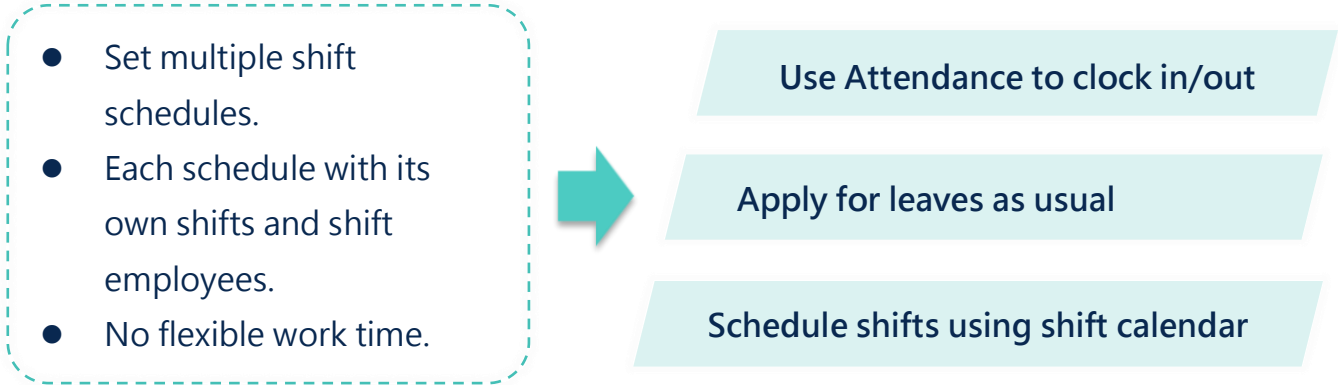 ● Set multiple shift
schedules.
● Each schedule with its
own shifts and shift
employees.
● No flexible work time.
Use Attendance to clock in/out
Apply for leaves as usual
Schedule shifts using shift calendar